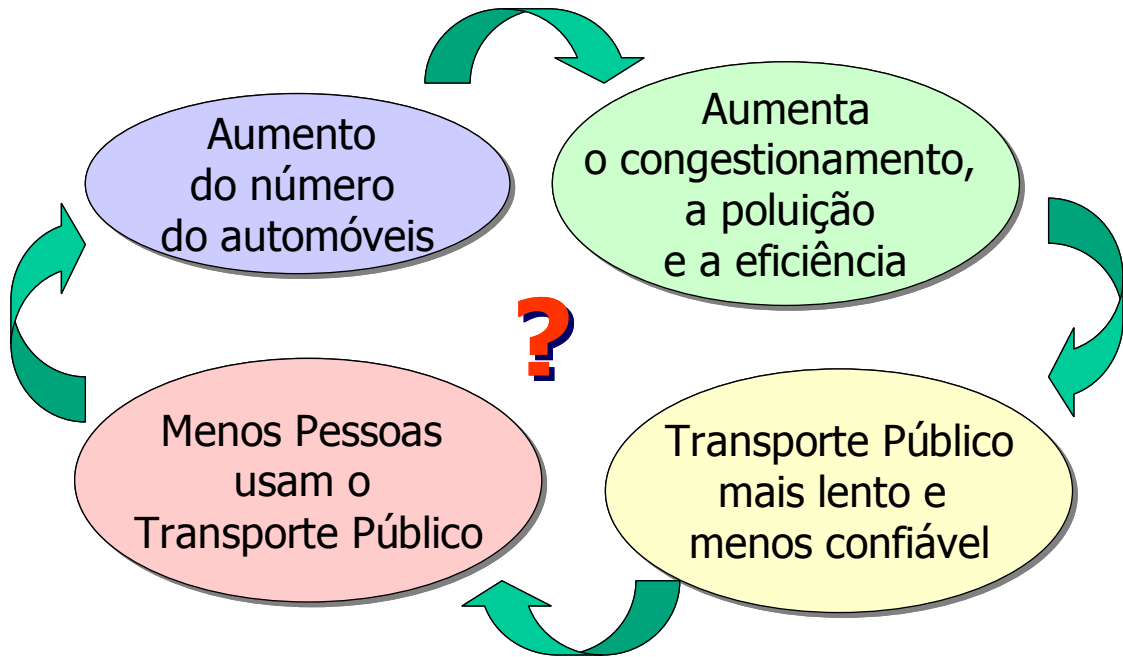 Aumento
do número
do automóveis
Aumenta
o congestionamento,
a poluição
e a eficiência
?
Menos Pessoas
usam o
Transporte Público
Transporte Público
mais lento e
menos confiável